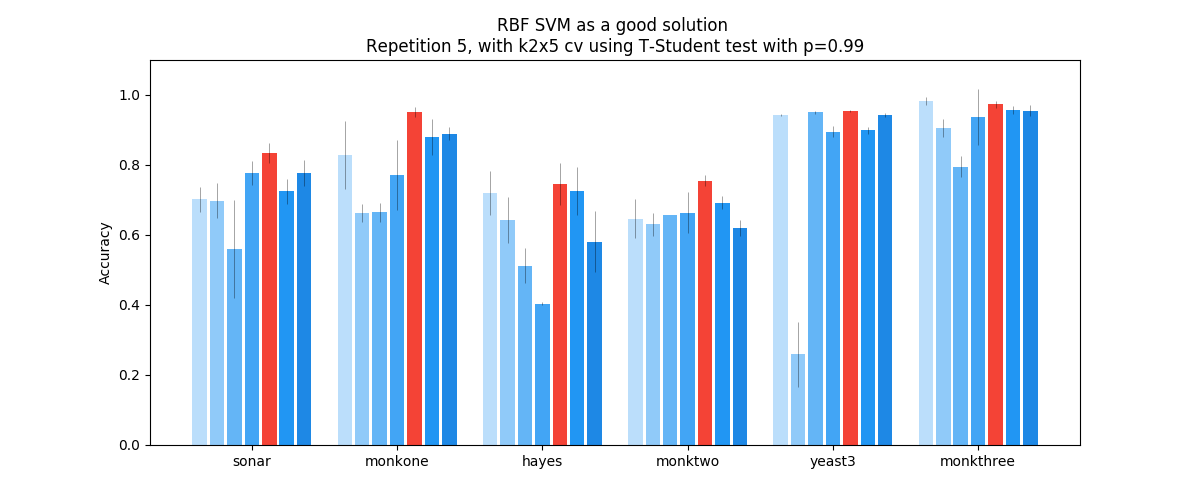 RBF SVM as a good solution
Repetition 5, with k2x5 cv using T-Student test with p=0.99
Accuracy
1.0
0.8
0.6
0.4
0.2
0.0
sonar monkone hayes monktwo yeast3 monkthree